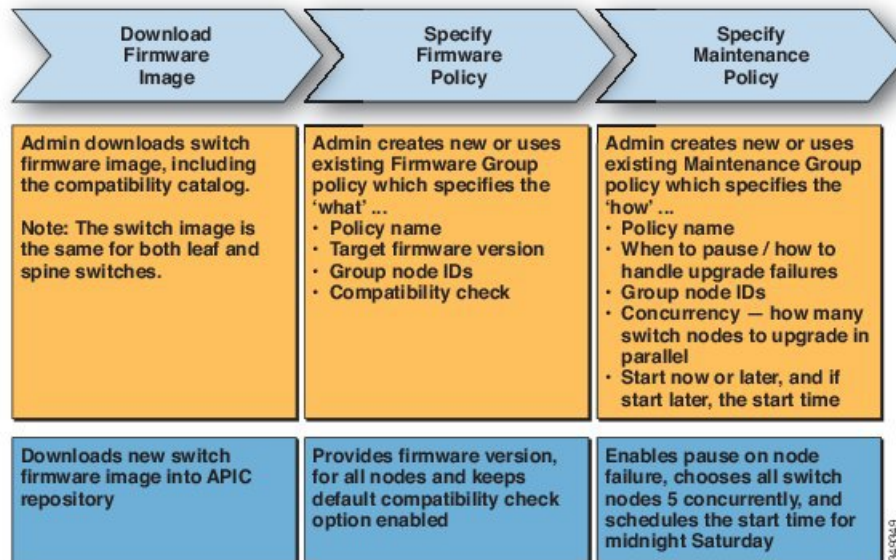 Download
Firmware
Image
Specify
Firmware
Policy
Specify
Maintenance
Policy
Admin downloads switch
firmware image, including
the compatibility catalog.
Note: The switch image is
the same for both leaf and
spine switches.
Admin creates new or uses
existing Firmware Group
policy which specifies the
‘what’ ...
· Policy name
· Target firmware version
· Group node IDs
· Compatibility check
Admin creates new or uses
existing Maintenance Group
policy which specifies the
‘how’ ...
· Policy name
· When to pause / how to
handle upgrade failures
· Group node IDs
· Concurrency — how many
switch nodes to upgrade in
parallel
· Start now or later, and if
start later, the start time
Downloads new switch
firmware image into APIC
repository
Provides firmware version,
for all nodes and keeps
default compatibility check
option enabled
Enables pause on node
failure, chooses all switch
nodes 5 concurrently, and
schedules the start time for
midnight Saturday